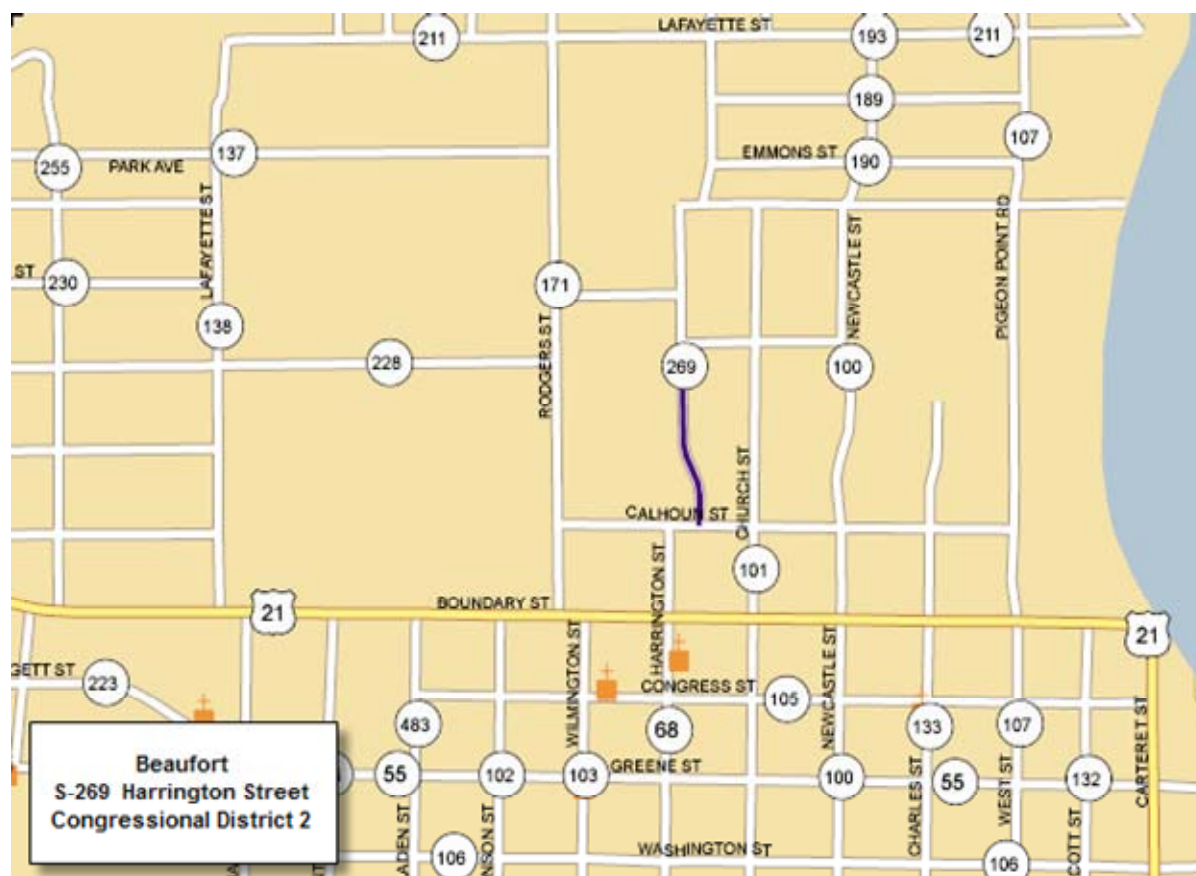 LAFAYETTE ST
211
193
211
189
107
255
PARK AVE
137
EMMONS ST
190
LAFAYETTE ST
NEWCASTLE ST
PIGEON POINT RD
ST
230
171
138
228
RODGERS ST
269
100
CHURCH ST
CALHOUN ST
HARRINGTON ST
101
BOUNDARY ST
21
21
GETT ST
223
WILMINGTON ST
CONGRESS ST
105
NEWCASTLE ST
483
68
133
107
CARTERET ST
55
102
103
GREENE ST
100
CHARLES ST
55
WEST ST
132
ADEN ST
NSON ST
WASHINGTON ST
106
106
COTT ST
Beaufort
S-269 Harrington Street
Congressional District 2